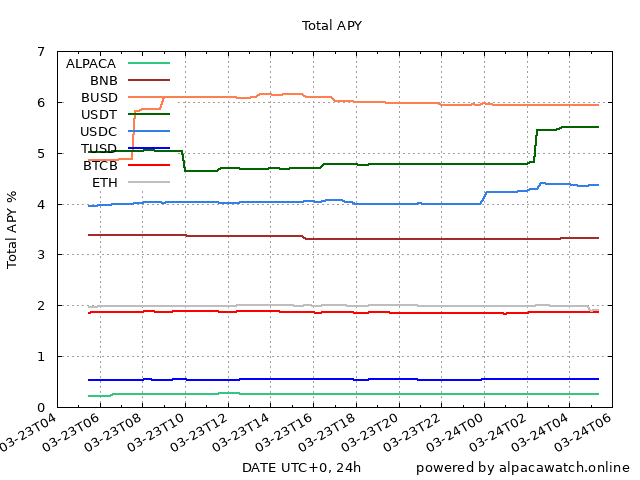 Total APY
Total APY %
7
6
5
4
3
2
1
0
ALPACA
BNB
BUSD
USDT
USDC
TUSD
BTCB
ETH
03-23T04
03-23T06
03-23T08
03-23T10
03-23T12
03-23T14
03-23T16
03-23T18
03-23T20
03-23T22
03-24T00
03-24T02
03-24T04
03-24T06
DATE UTC+0, 24h
powered by alpacawatch.online